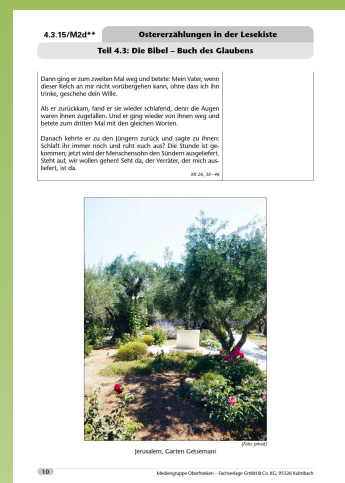 4.3.15/M2d**
Ostererzählungen in der Lesekiste
Teil 4.3: Die Bibel – Buch des Glaubens
Dann ging er zum zweiten Mal weg und betete: Mein Vater, wenn
dieser Kelch an mir nicht vorübergehen kann, ohne dass ich ihn
trinke, geschehe dein Wille.
Als er zurückkam, fand er sie wieder schlafend, denn die Augen
waren ihnen zugefallen. Und er ging wieder von ihnen weg und
betete zum dritten Mal mit den gleichen Worten.
Danach kehrte er zu den Jüngern zurück und sagte zu ihnen:
Schlaft ihr immer noch und ruht euch aus? Die Stunde ist ge-
kommen; jetzt wird der Menschensohn den Sündern ausgeliefert.
Steht auf, wir wollen gehen! Seht da, der Verräter, der mich aus-
liefert, ist da.
Mt 26, 30–46
(Foto: privat)
Jerusalem, Garten Getsemani
10
Mediengruppe Oberfranken – Fachverlage GmbH & Co. KG, 95326 Kulmbach